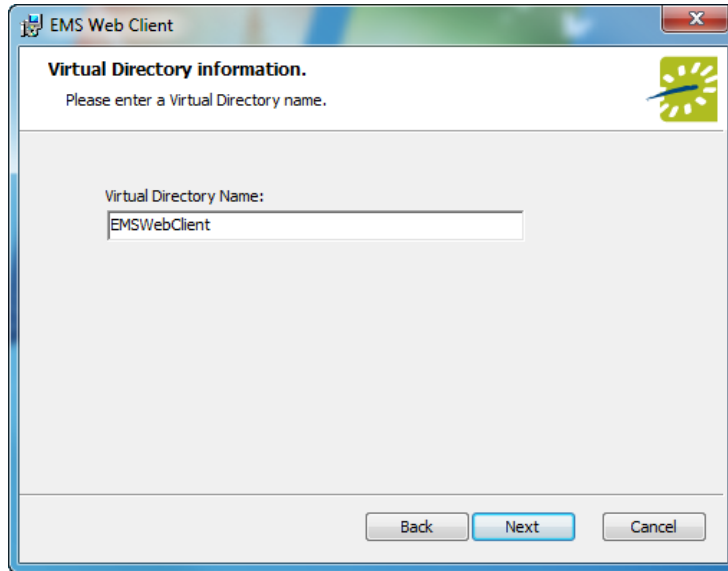 EMS Web Client
Virtual Directory information.
Please enter a Virtual Directory name.
Virtual Directory Name:
EMSWebClient
Back Next Cancel